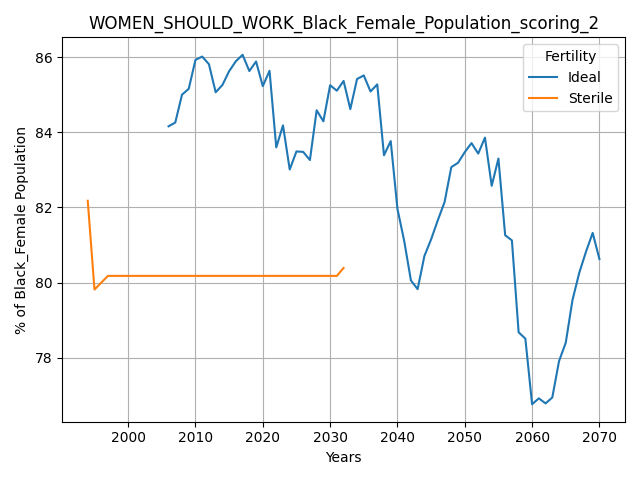 WOMEN_SHOULD_WORK_Black_Female_Population_scoring_2
% of Black_Female Population
86
84
82
80
78
Fertility
Ideal
Sterile
2000 2010 2020 2030 2040 2050 2060 2070
Years